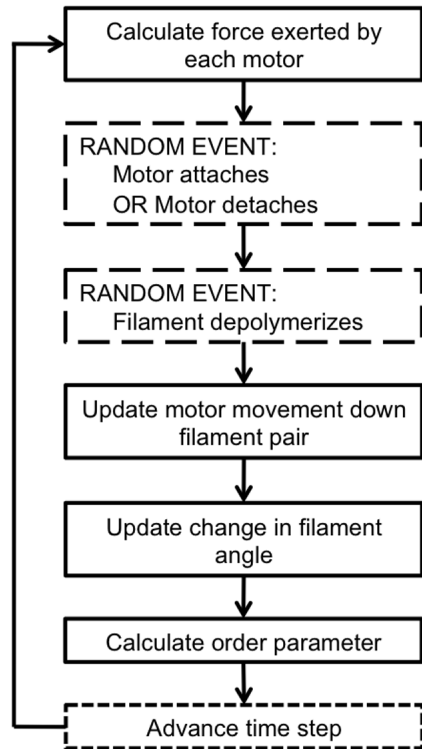 Calculate force exerted by
each motor
RANDOM EVENT:
Motor attaches
OR Motor detaches
RANDOM EVENT:
Filament depolymerizes
Update motor movement down
filament pair
Update change in filament
angle
Calculate order parameter
Advance time step